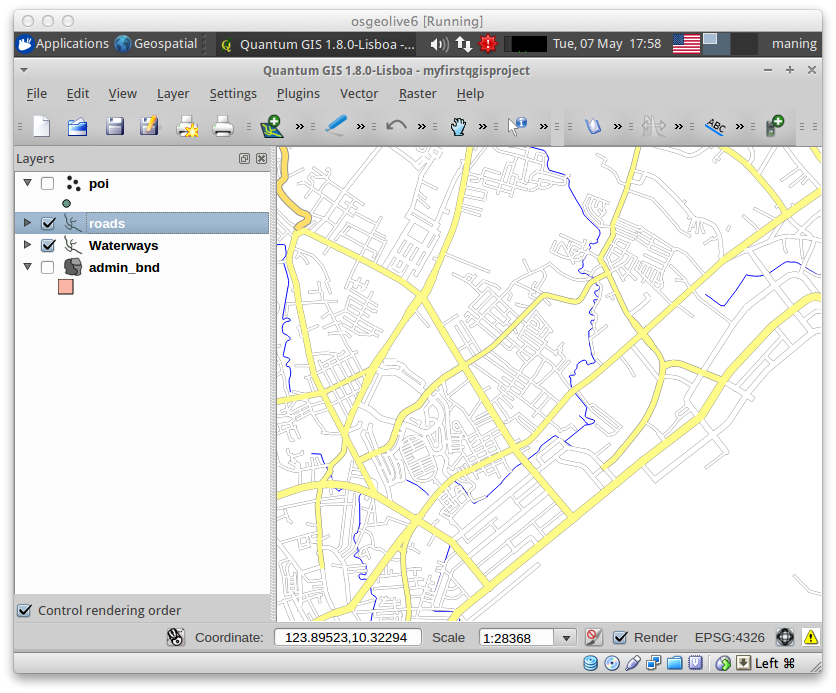 osgeolive6 [Running]
Applications Geospatial Quantum GIS 1.8.0-Lisboa -... Tue, 07 May 17:58 maning
Quantum GIS 1.8.0-Lisboa - myfirstqgisproject
File Edit View Layer Settings Plugins Vector Raster Help
ABC
Layers
poi
roads
Waterways
admin_bnd
Control rendering order
Coordinate: 123.89523,10.32294 Scale 1:28368 Render EPSG:4326
Left ⌘